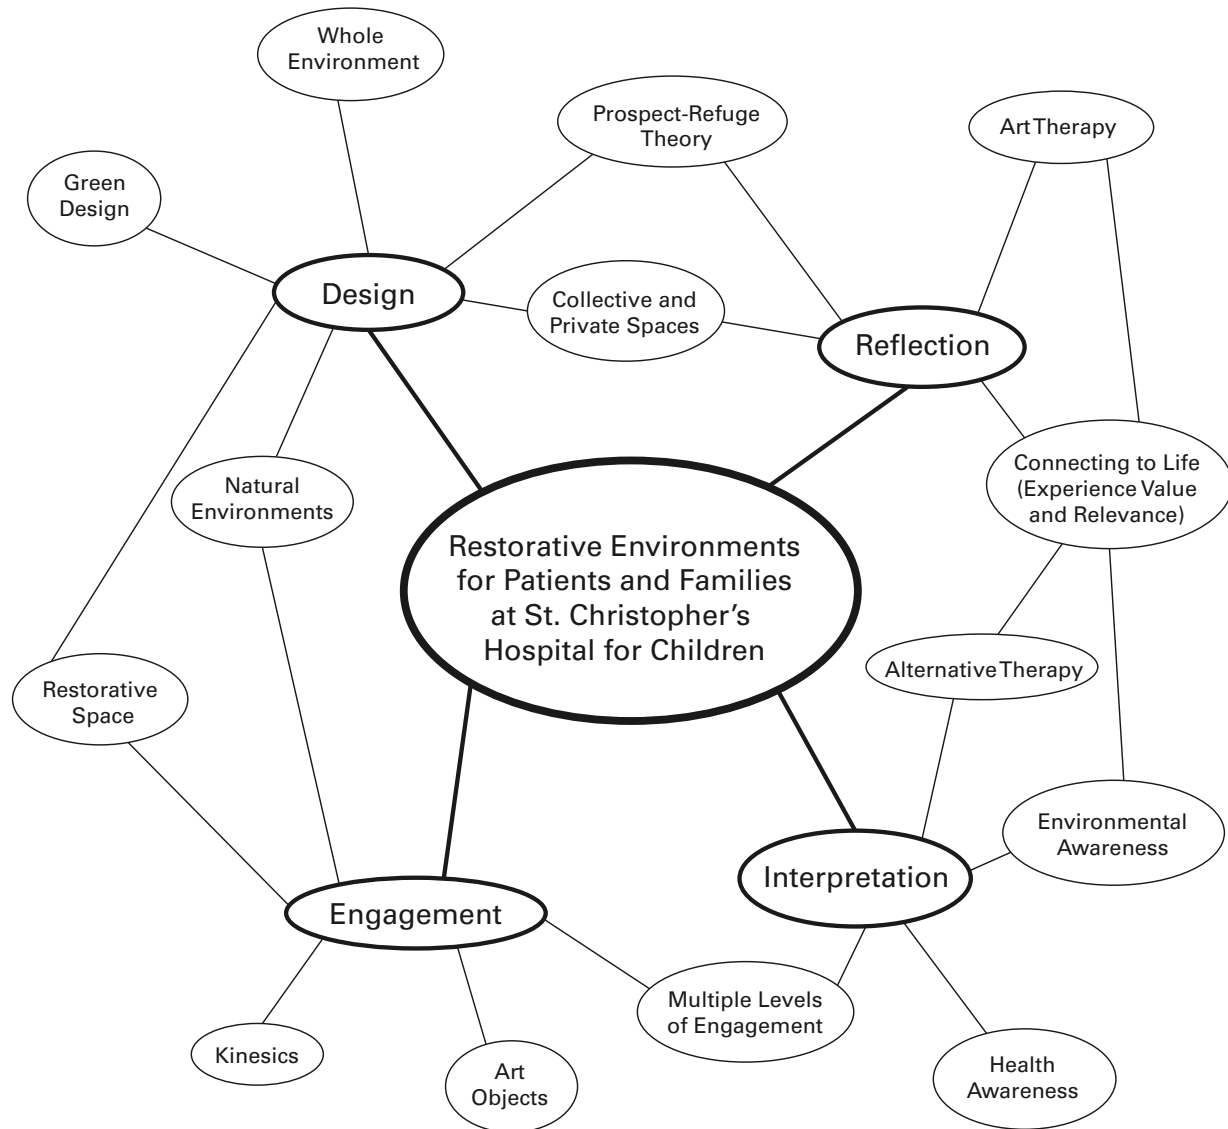 Whole
Environment
Prospect-Refuge
Theory
Art Therapy
Green
Design
Design
Collective and
Private Spaces
Reflection
Natural
Environments
Connecting to Life
(Experience Value
and Relevance)
Restorative Environments
for Patients and Families
at St. Christopher’s
Hospital for Children
Restorative
Space
Alternative Therapy
Environmental
Awareness
Interpretation
Engagement
Multiple Levels
of Engagement
Kinesics
Art
Objects
Health
Awareness